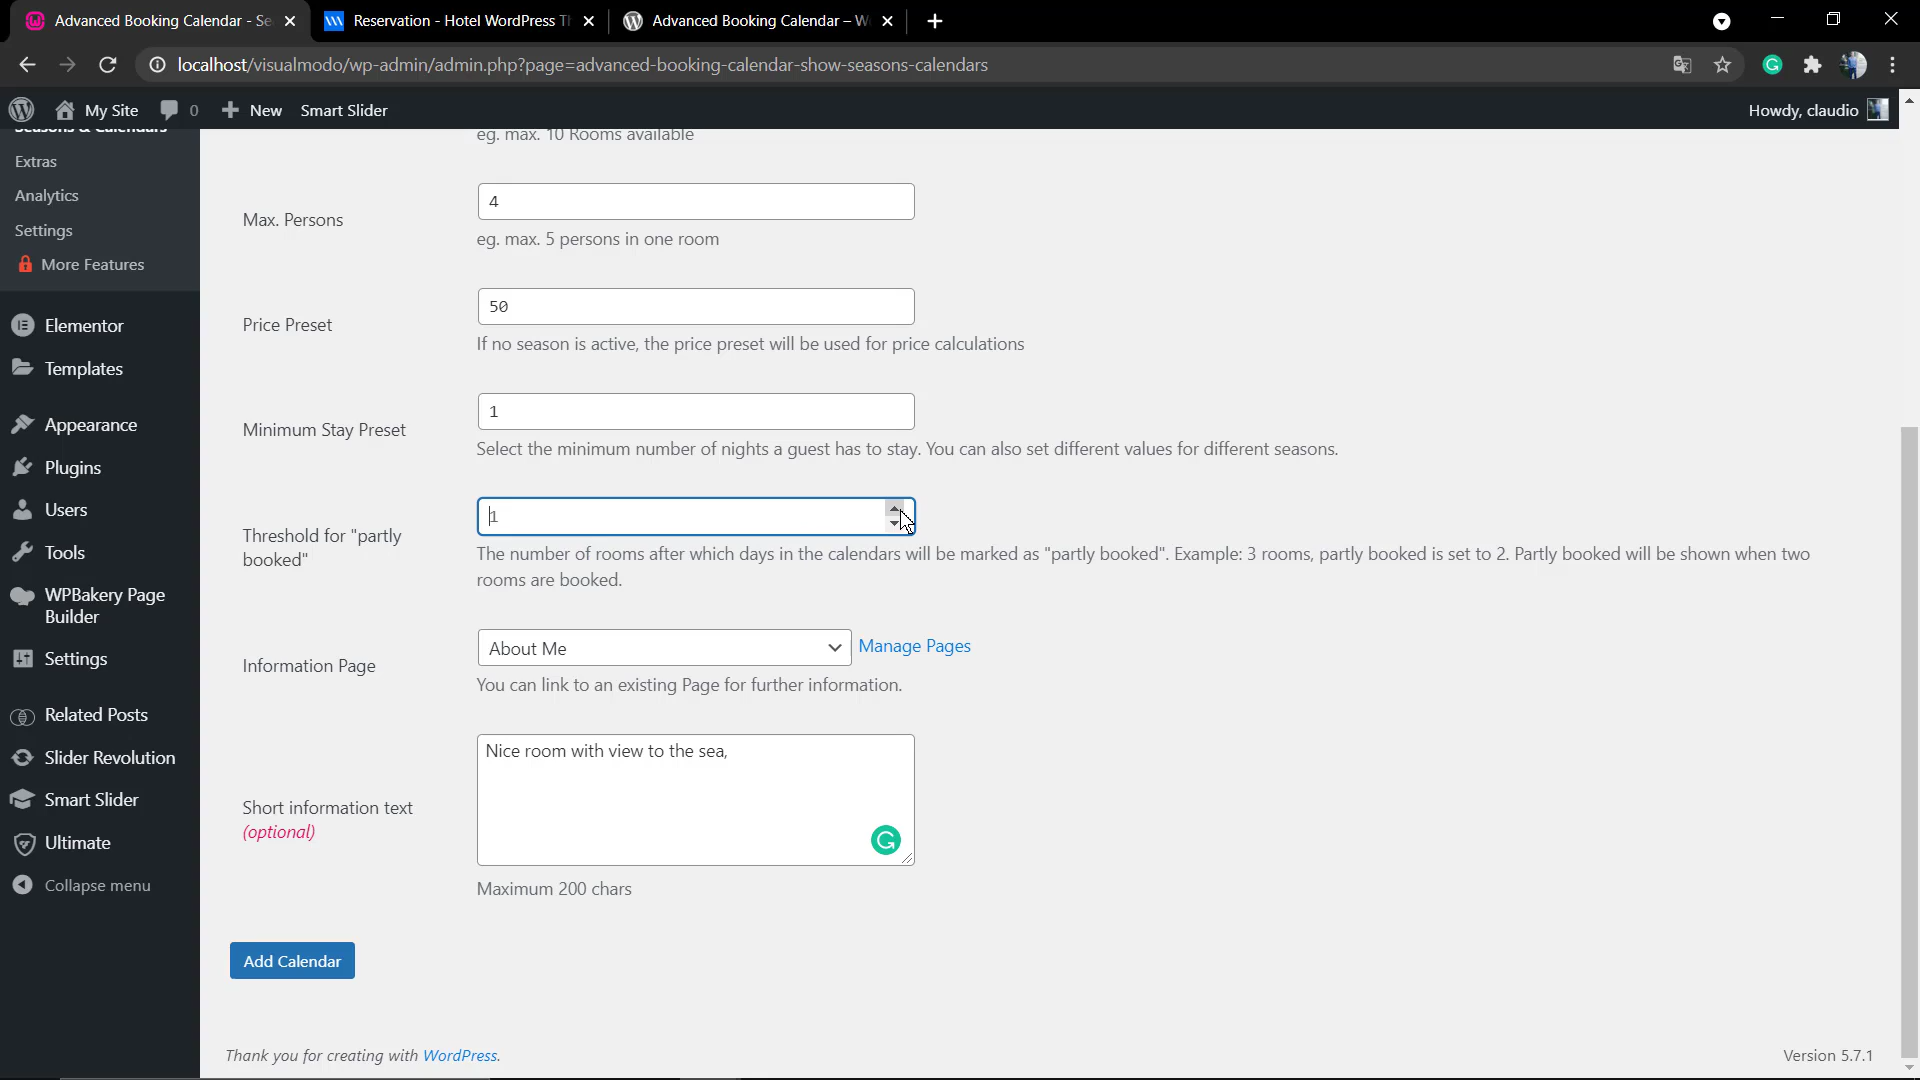 Advanced Booking Calendar - Se
Reservation - Hotel WordPress Th
Advanced Booking Calendar – W
localhost/visualmodo/wp-admin/admin.php?page=advanced-booking-calendar-show-seasons-calendars
My Site
0
New
Smart Slider
Howdy, claudio
Seasons & Calendars
Extras
Analytics
Settings
More Features
Elementor
Templates
Appearance
Plugins
Users
Tools
WPBakery Page
Builder
Settings
Related Posts
Slider Revolution
Smart Slider
Ultimate
Collapse menu
eg. max. 10 Rooms available
Max. Persons
4
eg. max. 5 persons in one room
Price Preset
50
If no season is active, the price preset will be used for price calculations
Minimum Stay Preset
1
Select the minimum number of nights a guest has to stay. You can also set different values for different seasons.
Threshold for "partly
booked"
1
The number of rooms after which days in the calendars will be marked as "partly booked". Example: 3 rooms, partly booked is set to 2. Partly booked will be shown when two
rooms are booked.
Information Page
About Me
Manage Pages
You can link to an existing Page for further information.
Short information text
(optional)
Nice room with view to the sea,
Maximum 200 chars
Add Calendar
Thank you for creating with WordPress.
Version 5.7.1